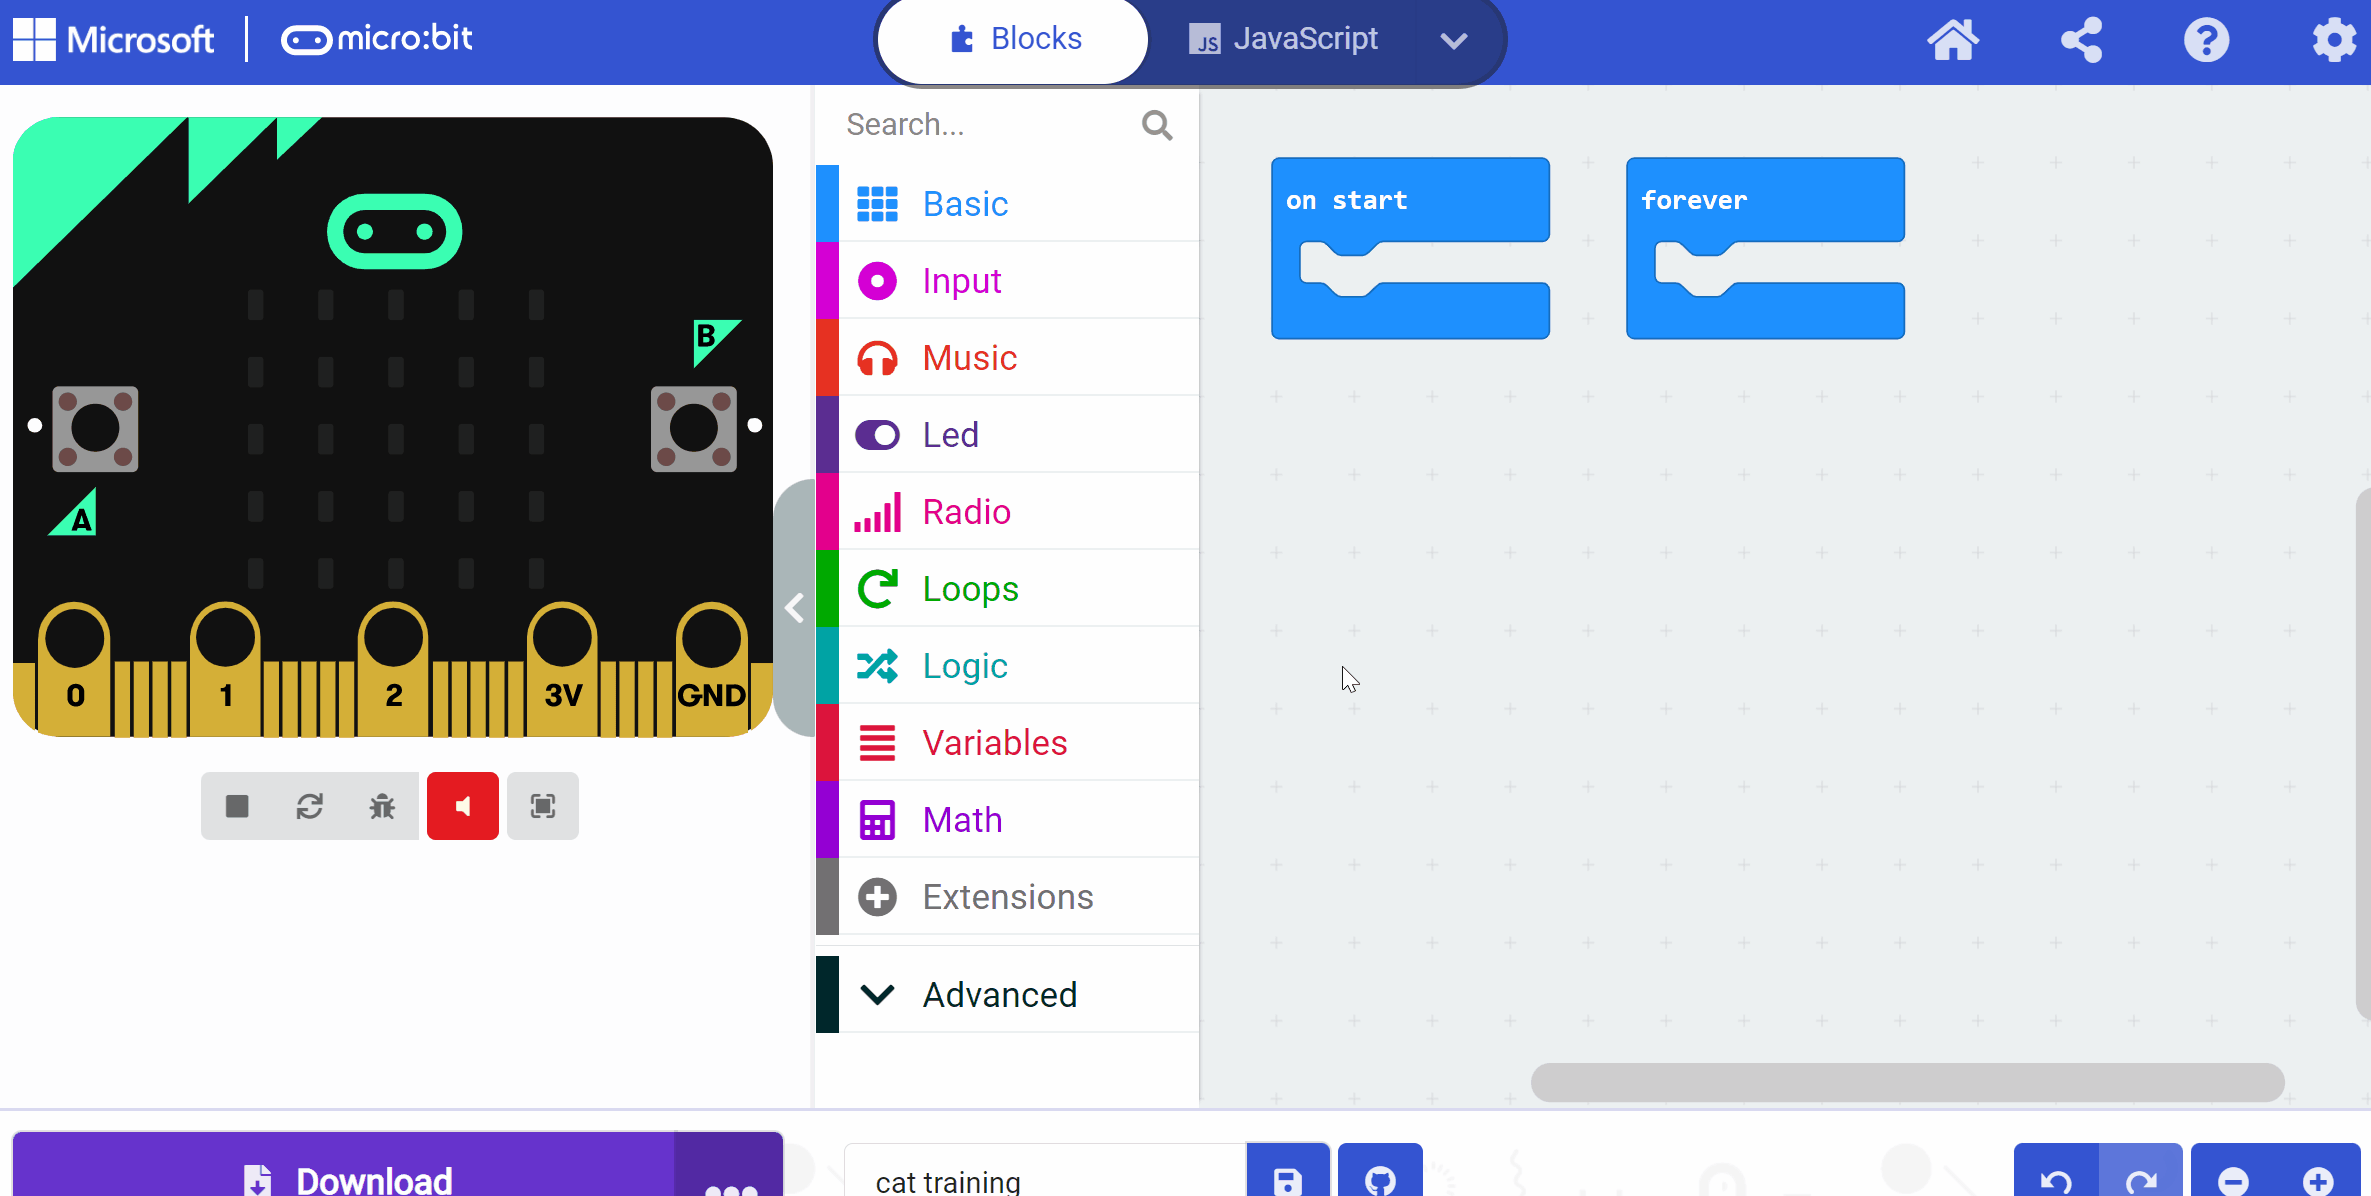 Microsoft
micro:bit
Blocks
JS JavaScript
B
A
0 1 2 3V GND
Search...
Basic
Input
Music
Led
Radio
Loops
Logic
Variables
Math
Extensions
Advanced
on start
forever
Download
cat training